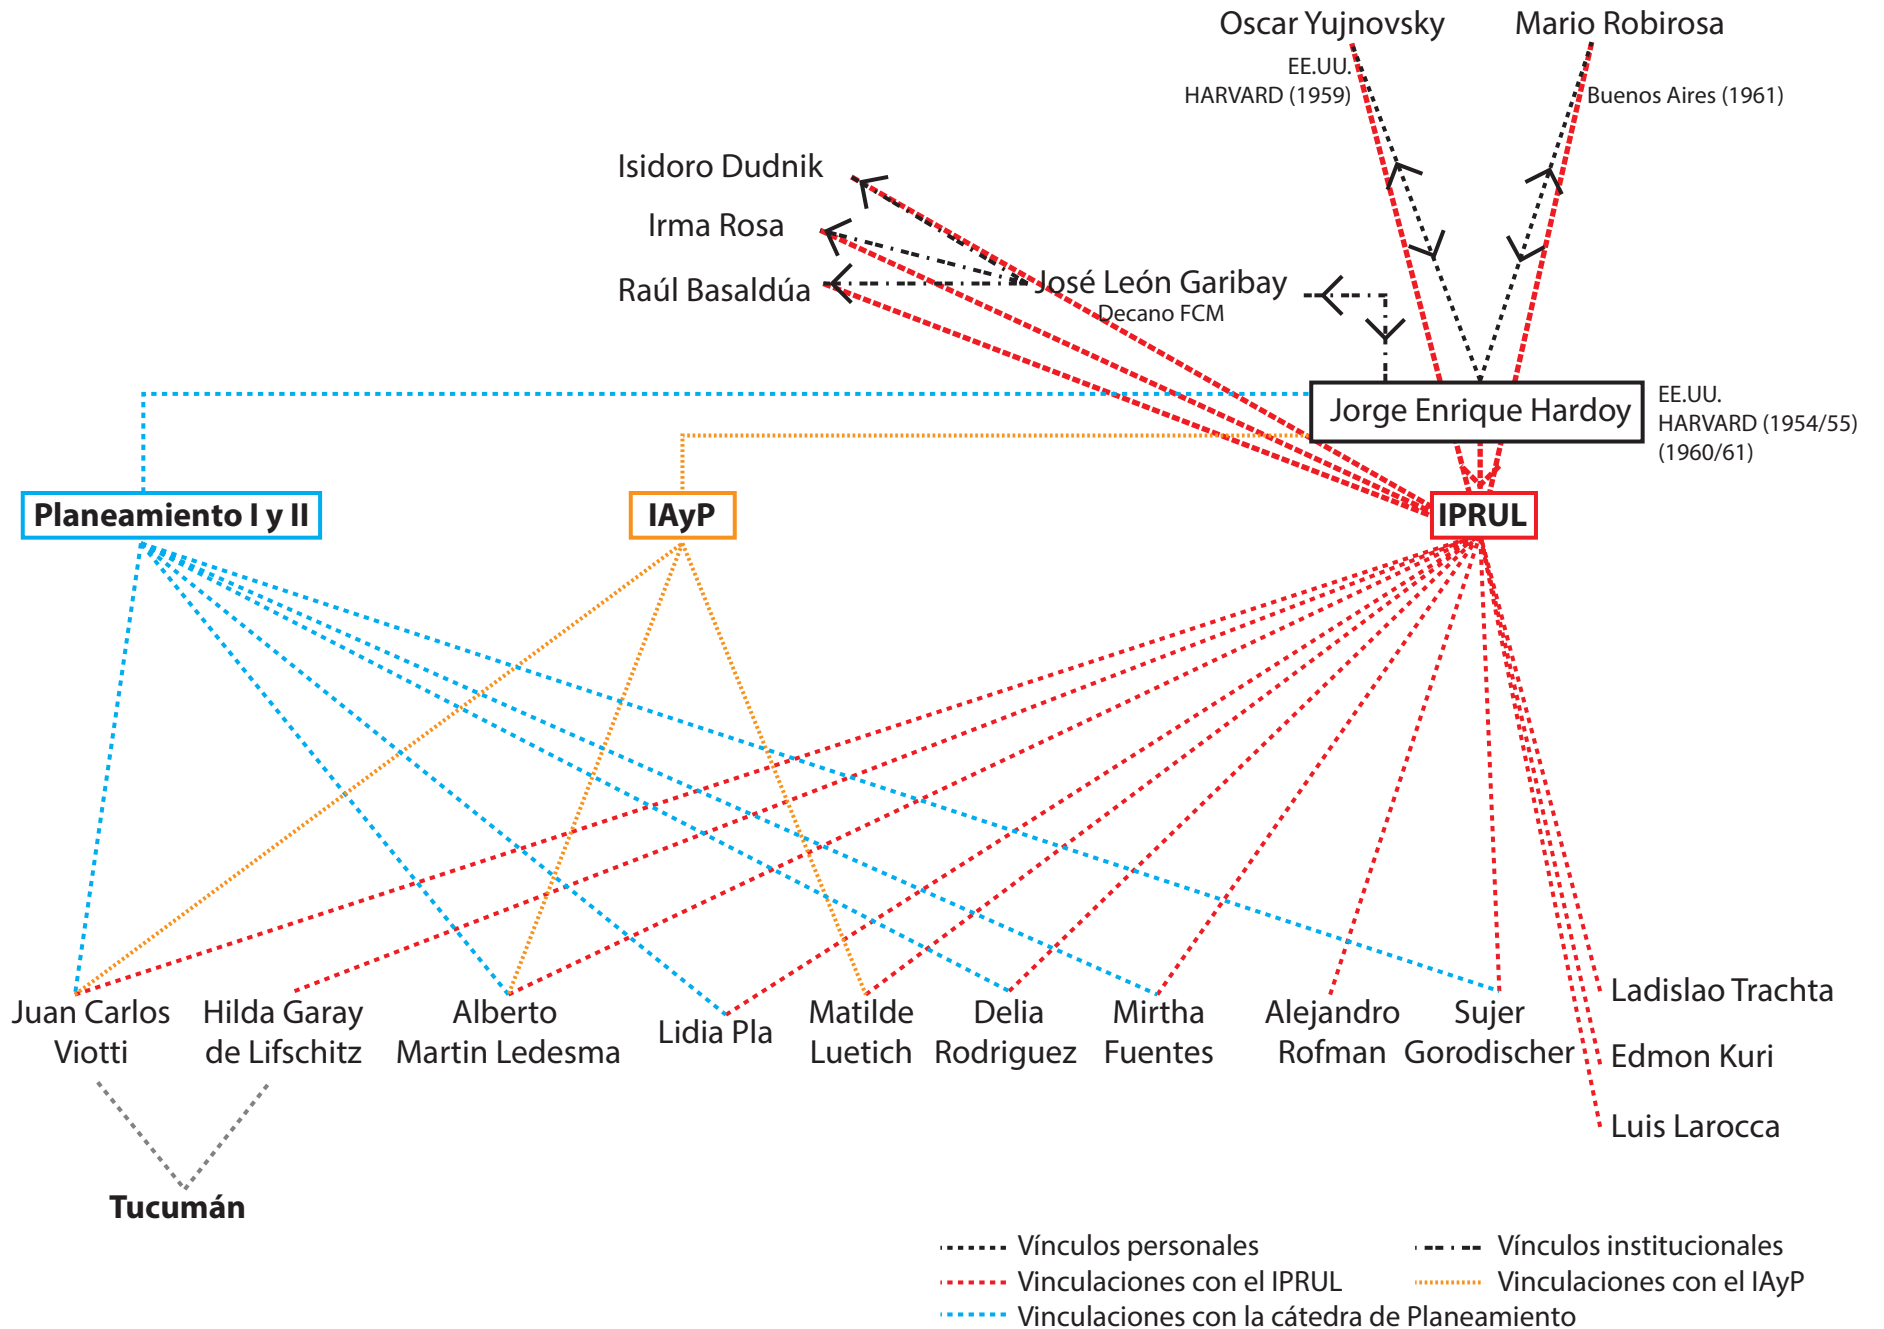 Oscar Yujnovsky
Mario Robirosa
EE.UU.
HARVARD (1959)
Buenos Aires (1961)
Isidoro Dudnik
Irma Rosa
Raúl Basaldúa
José León Garibay
Decano FCM
Jorge Enrique Hardoy
EE.UU.
HARVARD (1954/55)
(1960/61)
Planeamiento I y II
IAyP
IPRUL
Juan Carlos
Viotti
Hilda Garay
de Lifschitz
Alberto
Martin Ledesma
Lidia Pla
Matilde
Luetich
Delia
Rodriguez
Mirtha
Fuentes
Alejandro
Rofman
Sujer
Gorodischer
Ladislao Trachta
Edmon Kuri
Luis Larocca
Tucumán
Vínculos personales
Vínculos institucionales
Vinculaciones con el IPRUL
Vinculaciones con el IAyP
Vinculaciones con la cátedra de Planeamiento